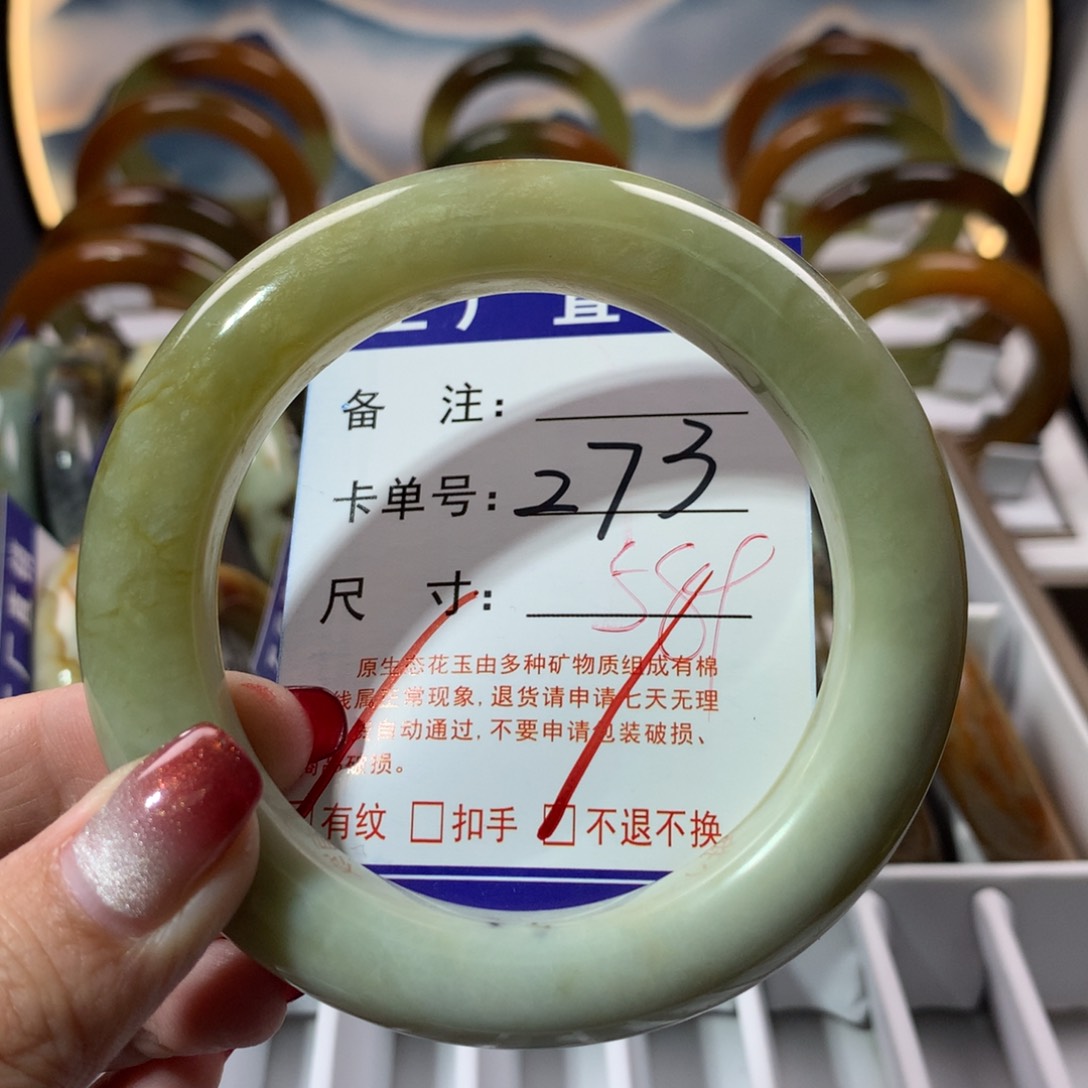 厂直
备 注:
卡单号: 273
尺 寸:
原生态花玉由多种矿物质组成有棉
线属正常现象,退货请申请七天无理
自动通过,不要申请包装破损、
破损。
有纹 □扣手 □不退不换